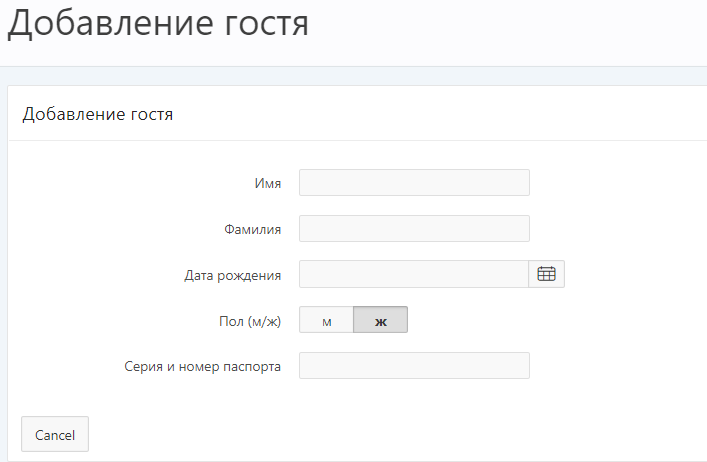 Добавление гостя
Добавление гостя
Имя
Фамилия
Дата рождения
Пол (м/ж) м ж
Серия и номер паспорта
Cancel